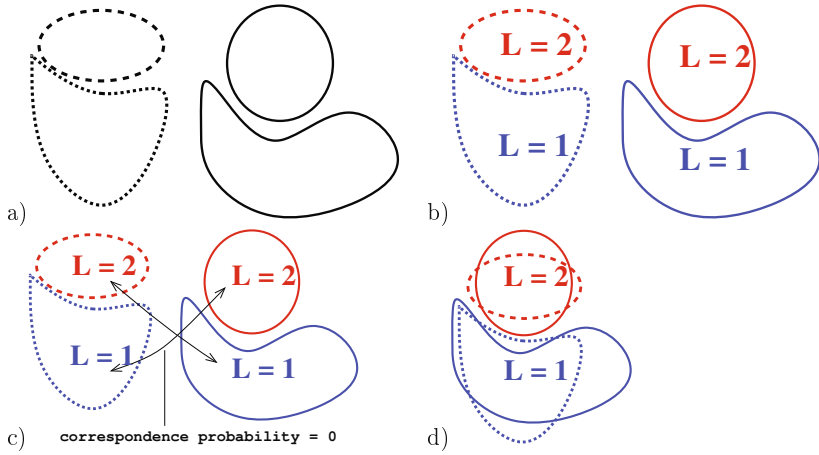 L = 2
L = 2
L = 1
L = 1
a)
b)
L = 2
L = 2
L = 2
L = 1
L = 1
L = 1
c)
correspondence probability = 0
d)